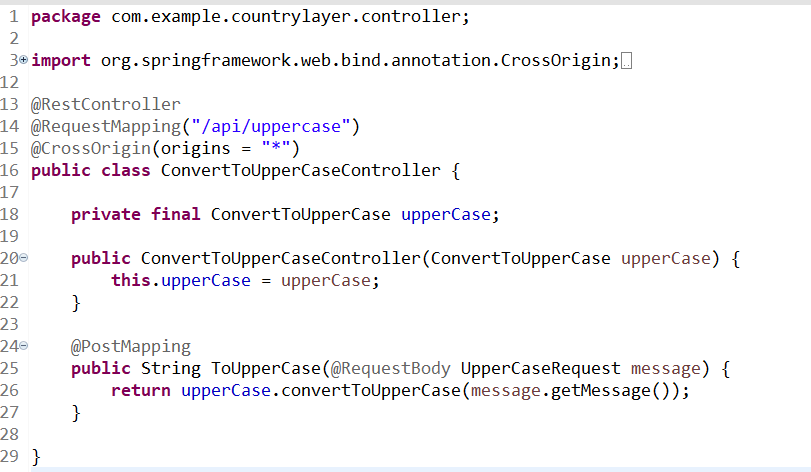 1 package com.example.countrylayer.controller;
2
3 import org.springframework.web.bind.annotation.CrossOrigin;
12
13 @RestController
14 @RequestMapping("/api/uppercase")
15 @CrossOrigin(origins = "*")
16 public class ConvertToUpperCaseController {
17
18     private final ConvertToUpperCase upperCase;
19
20     public ConvertToUpperCaseController(ConvertToUpperCase upperCase) {
21         this.upperCase = upperCase;
22     }
23
24     @PostMapping
25     public String ToUpperCase(@RequestBody UpperCaseRequest message) {
26         return upperCase.convertToUpperCase(message.getMessage());
27     }
28
29 }